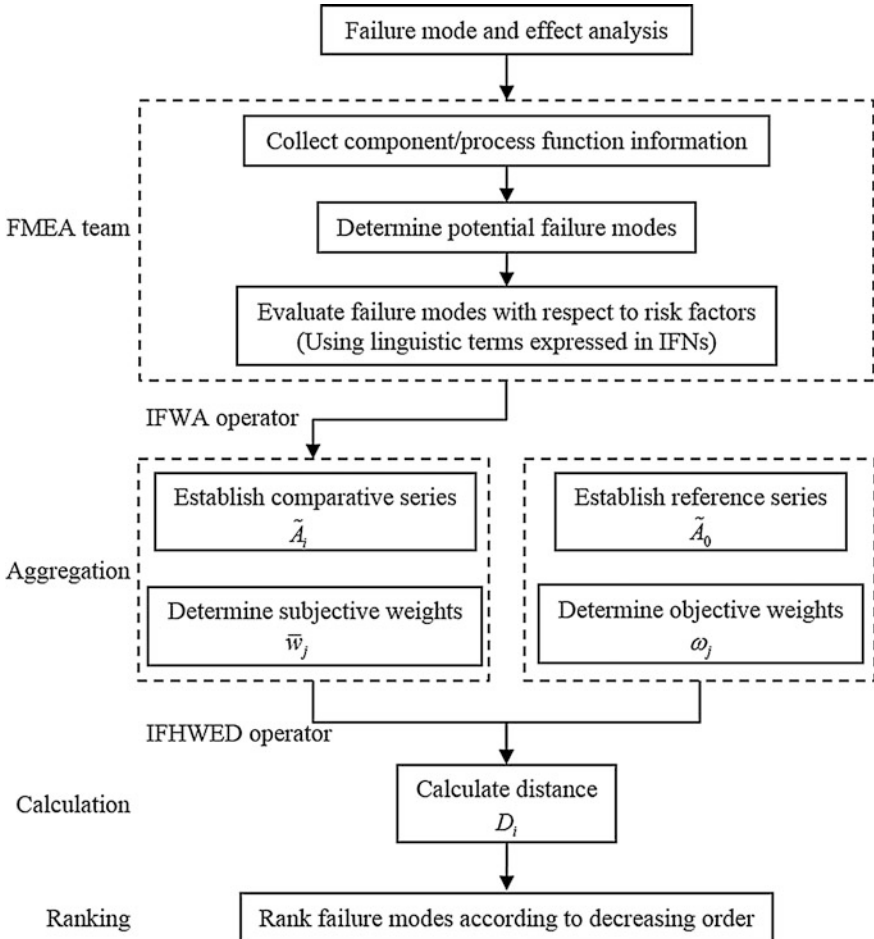 Failure mode and effect analysis
Collect component/process function information
FMEA team
Determine potential failure modes
Evaluate failure modes with respect to risk factors
(Using linguistic terms expressed in IFNs)
IFWA operator
Establish comparative series
Ã_i
Establish reference series
Ã_0
Aggregation
Determine subjective weights
w̅_j
Determine objective weights
ω_j
IFHWED operator
Calculation
Calculate distance
D_i
Ranking
Rank failure modes according to decreasing order